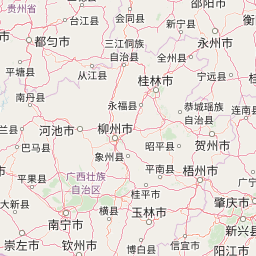 贵州省
台江县
会同县
新宁县
邵阳市
都匀市
三江侗族
自治县
永州市
平塘县
从江县
全州县
桂林市
宁远县
南丹县
永福县
恭城瑶族
自治县
连南
河池市
柳州市
巴马县
昭平县
贺州市
象州县
平果县
广西壮族
自治区
平南县
梧州市
大新县
桂平市
肇庆市
南宁市
横县
玉林市
新兴县
崇左市
钦州市
博白县
信宜市
阳江市